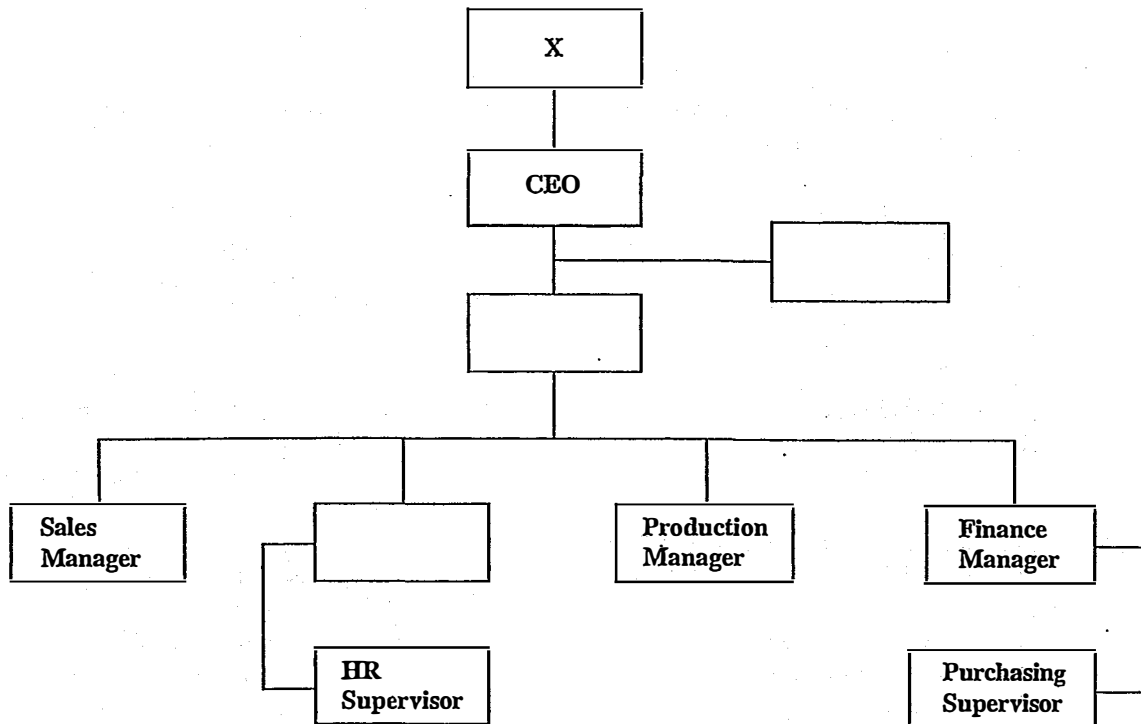 X
CEO
Sales
Manager
Production
Manager
Finance
Manager
HR
Supervisor
Purchasing
Supervisor